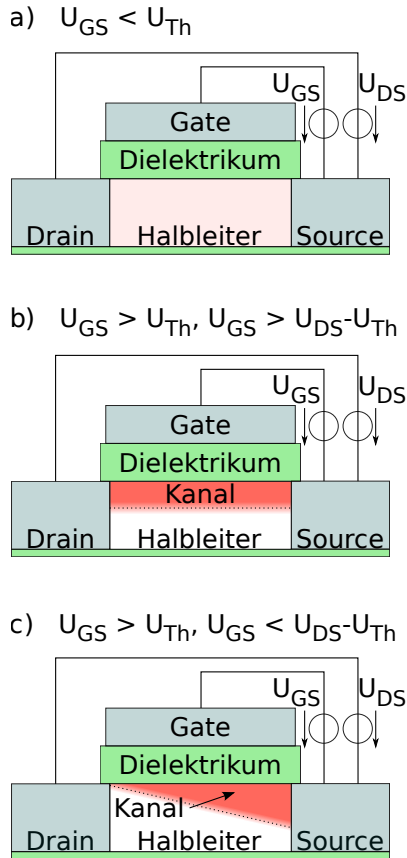 a) U_GS < U_Th
U_GS U_DS
Gate
Dielektrikum
Drain Halbleiter Source
b) U_GS > U_Th, U_GS > U_DS-U_Th
U_GS U_DS
Gate
Dielektrikum
Kanal
Drain Halbleiter Source
c) U_GS > U_Th, U_GS < U_DS-U_Th
U_GS U_DS
Gate
Dielektrikum
Kanal
Drain Halbleiter Source